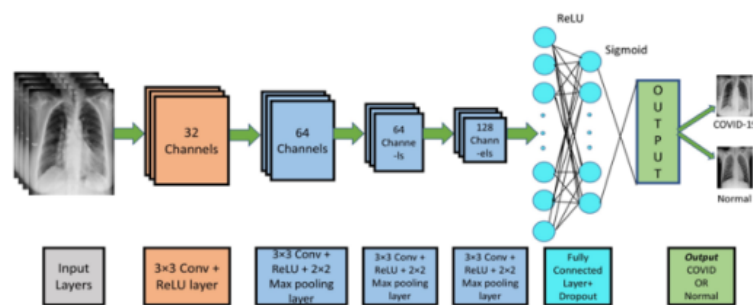 ReLU
Sigmoid
32
Channels
64
Channels
64
Channe
-ls
128
Chann
-els
O
U
T
P
U
T
COVID-19
Normal
Input
Layers
3×3 Conv +
ReLU layer
3×3 Conv +
ReLU + 2×2
Max pooling
layer
3×3 Conv +
ReLU + 2×2
Max pooling
layer
3×3 Conv +
ReLU + 2×2
Max pooling
layer
Fully
Connected
Layer+
Dropout
Output
COVID
OR
Normal